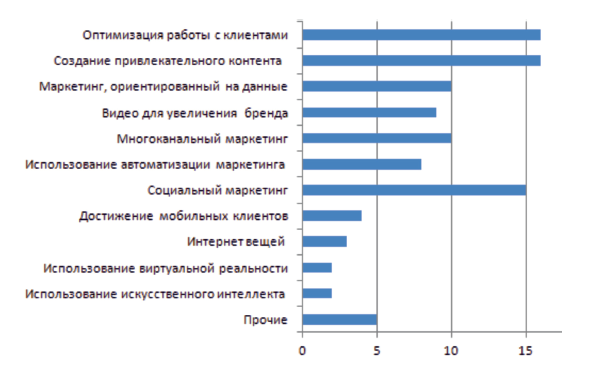 Оптимизация работы с клиентами
Создание привлекательного контента
Маркетинг, ориентированный на данные
Видео для увеличения бренда
Многоканальный маркетинг
Использование автоматизации маркетинга
Социальный маркетинг
Достижение мобильных клиентов
Интернет вещей
Использование виртуальной реальности
Использование искусственного интеллекта
Прочие
0 5 10 15